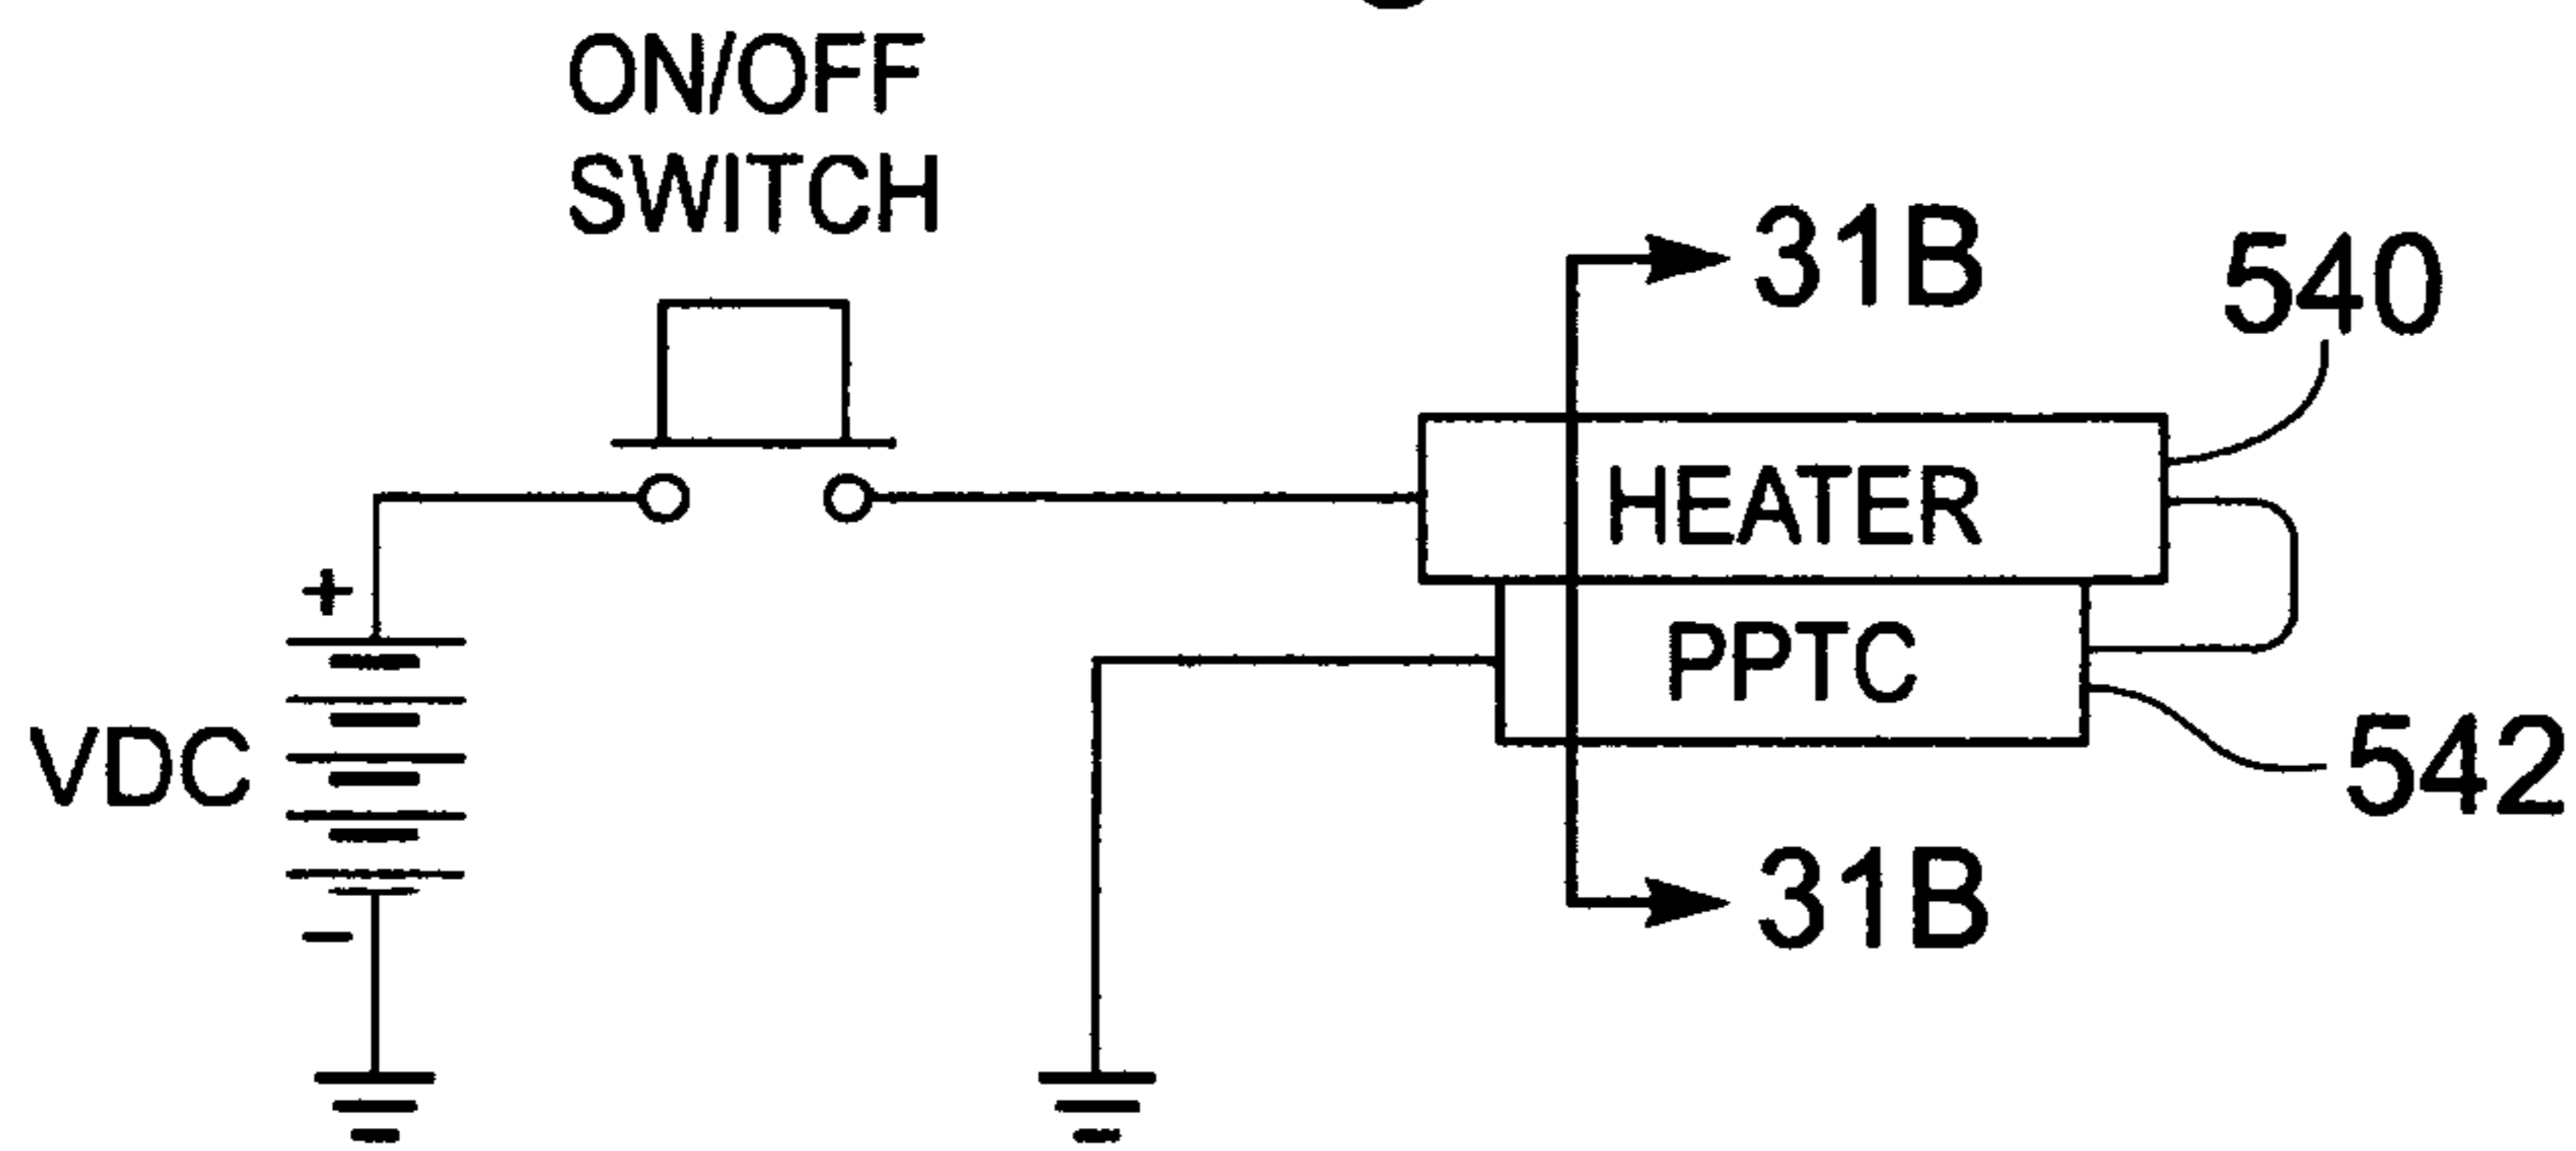 ON/OFF
SWITCH
31B
540
HEATER
+
PPTC
VDC
542
31B
−